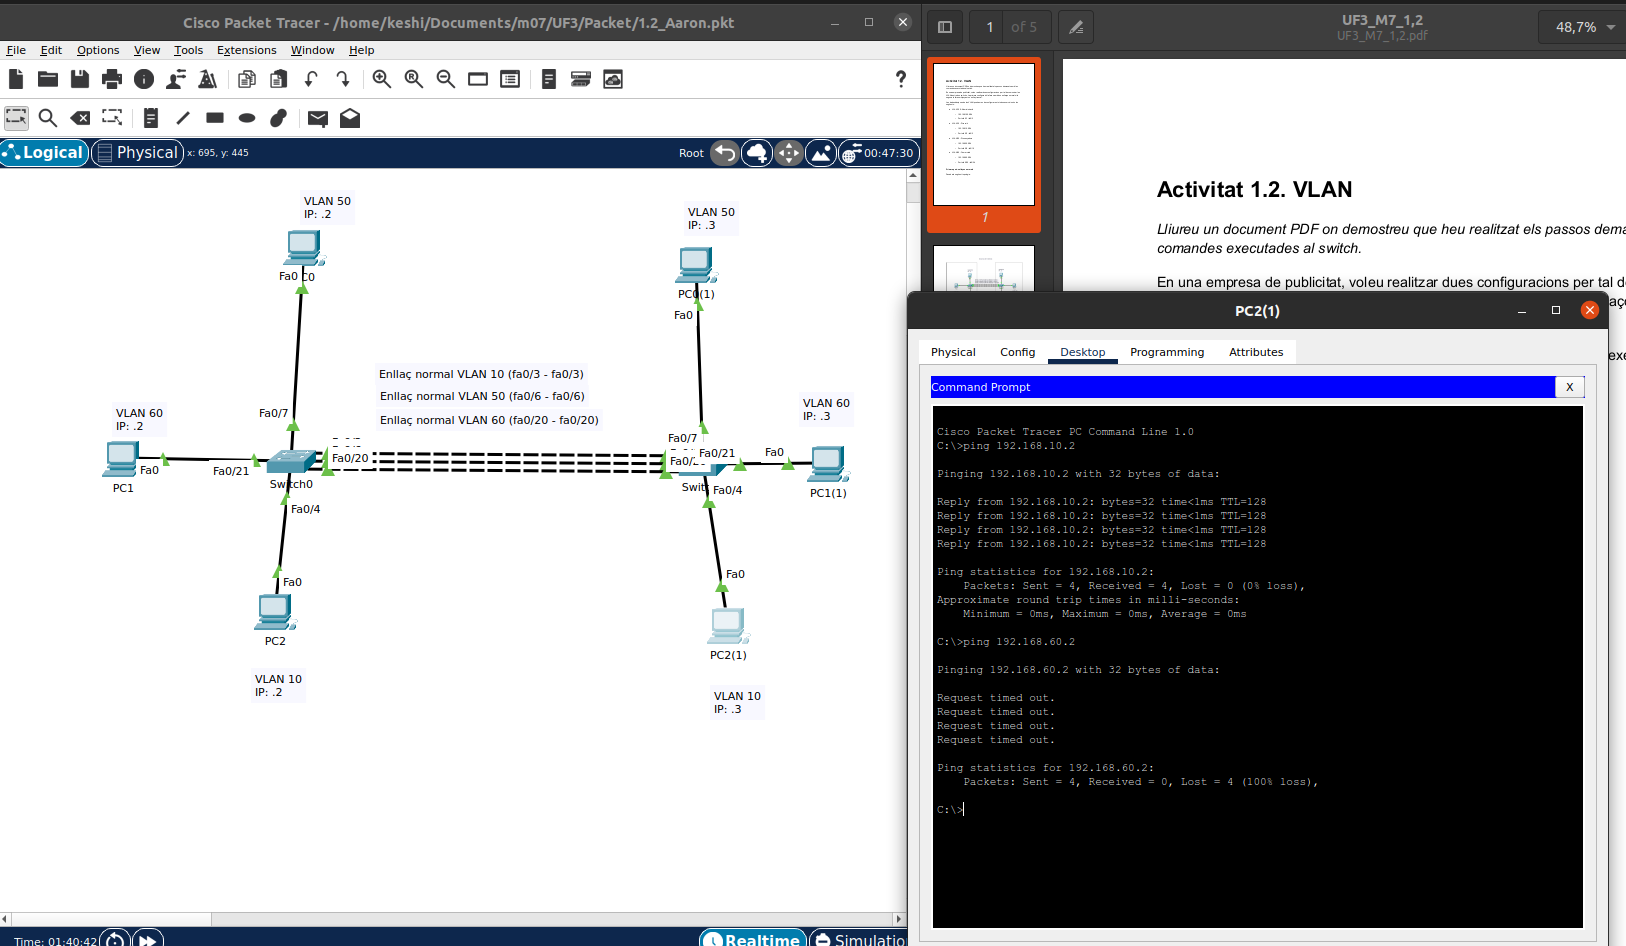 Cisco Packet Tracer - /home/keshi/Documents/m07/UF3/Packet/1.2_Aaron.pkt
File Edit Options View Tools Extensions Window Help
?
Logical Physical x: 695, y: 445
Root 00:47:30
VLAN 50
IP: .2
Fa0
C0
VLAN 50
IP: .3
PC0(1)
Fa0
Enllaç normal VLAN 10 (fa0/3 - fa0/3)
Enllaç normal VLAN 50 (fa0/6 - fa0/6)
Enllaç normal VLAN 60 (fa0/20 - fa0/20)
VLAN 60
IP: .2
Fa0/7
Fa0
PC1
Fa0/21
Fa0/20
Switch0
Fa0/4
Fa0
PC2
VLAN 10
IP: .2
VLAN 60
IP: .3
Fa0/7
Fa0/21
Fa0/2
Fa0
Swit
Fa0/4
PC1(1)
Fa0
PC2(1)
VLAN 10
IP: .3
Time: 01:40:42
Realtime Simulatio
1 of 5
UF3_M7_1,2
UF3_M7_1,2.pdf
48,7%
1
Activitat 1.2. VLAN
Lliureu un document PDF on demostreu que heu realitzat els passos dema
comandes executades al switch.
En una empresa de publicitat, voleu realitzar dues configuracions per tal d
aço
exe
PC2(1)
Physical Config Desktop Programming Attributes
Command Prompt X
Cisco Packet Tracer PC Command Line 1.0
C:\>ping 192.168.10.2
Pinging 192.168.10.2 with 32 bytes of data:
Reply from 192.168.10.2: bytes=32 time<1ms TTL=128
Reply from 192.168.10.2: bytes=32 time<1ms TTL=128
Reply from 192.168.10.2: bytes=32 time<1ms TTL=128
Reply from 192.168.10.2: bytes=32 time<1ms TTL=128
Ping statistics for 192.168.10.2:
Packets: Sent = 4, Received = 4, Lost = 0 (0% loss),
Approximate round trip times in milli-seconds:
Minimum = 0ms, Maximum = 0ms, Average = 0ms
C:\>ping 192.168.60.2
Pinging 192.168.60.2 with 32 bytes of data:
Request timed out.
Request timed out.
Request timed out.
Request timed out.
Ping statistics for 192.168.60.2:
Packets: Sent = 4, Received = 0, Lost = 4 (100% loss),
C:\>